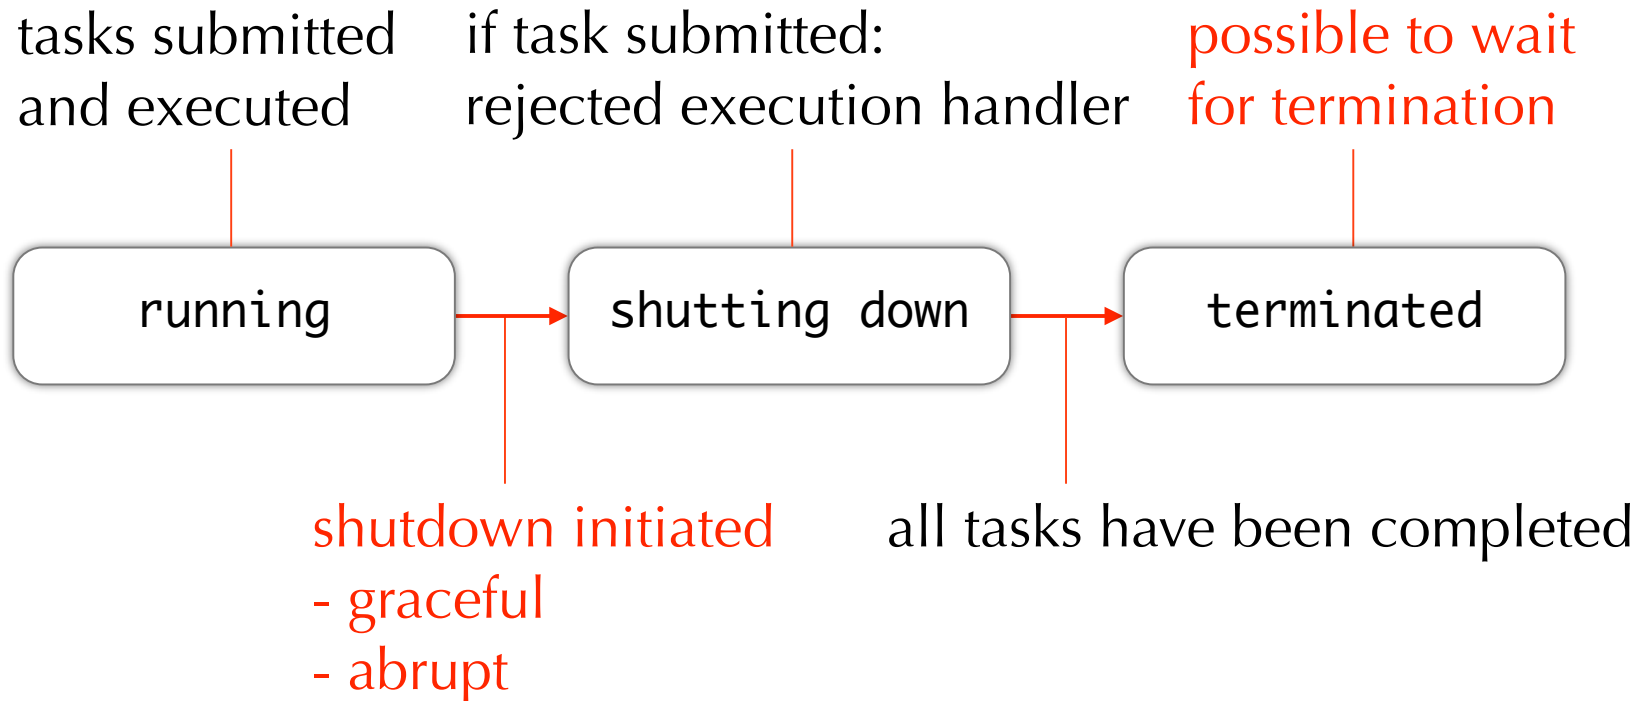 tasks submitted
and executed
if task submitted:
rejected execution handler
possible to wait
for termination
running
shutting down
terminated
shutdown initiated
- graceful
- abrupt
all tasks have been completed